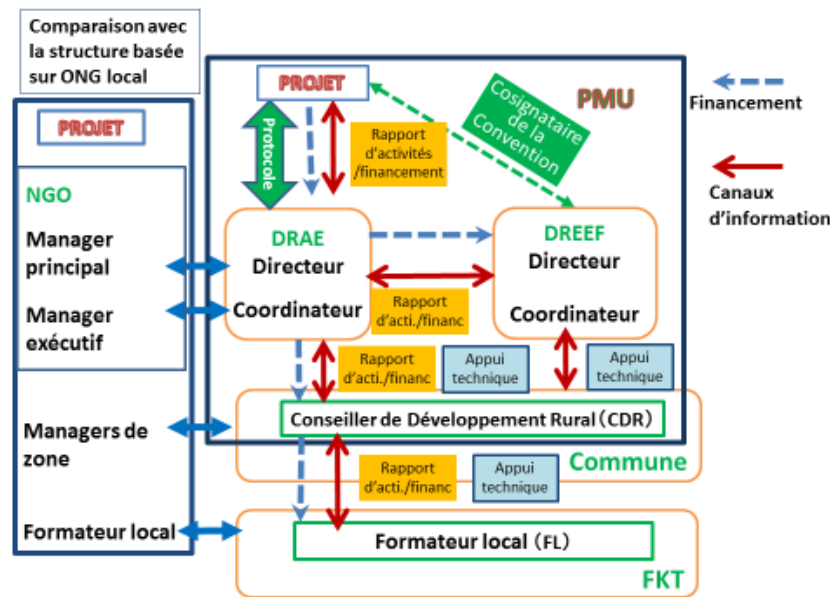 Comparaison avec
la structure basée
sur ONG local
PROJET
NGO
Manager
principal
Manager
exécutif
Managers de
zone
Formateur local
PROJET
PMU
Protocole
Rapport
d'activités
/financement
Cosignataire
de la
Convention
DRAE
Directeur
Coordinateur
DREEF
Directeur
Coordinateur
Rapport
d'acti./financ
Rapport
d'acti./financ
Appui
technique
Appui
technique
Conseiller de Développement Rural (CDR)
Commune
Rapport
d'acti./financ
Appui
technique
Formateur local (FL)
FKT
Financement
Canaux
d'information